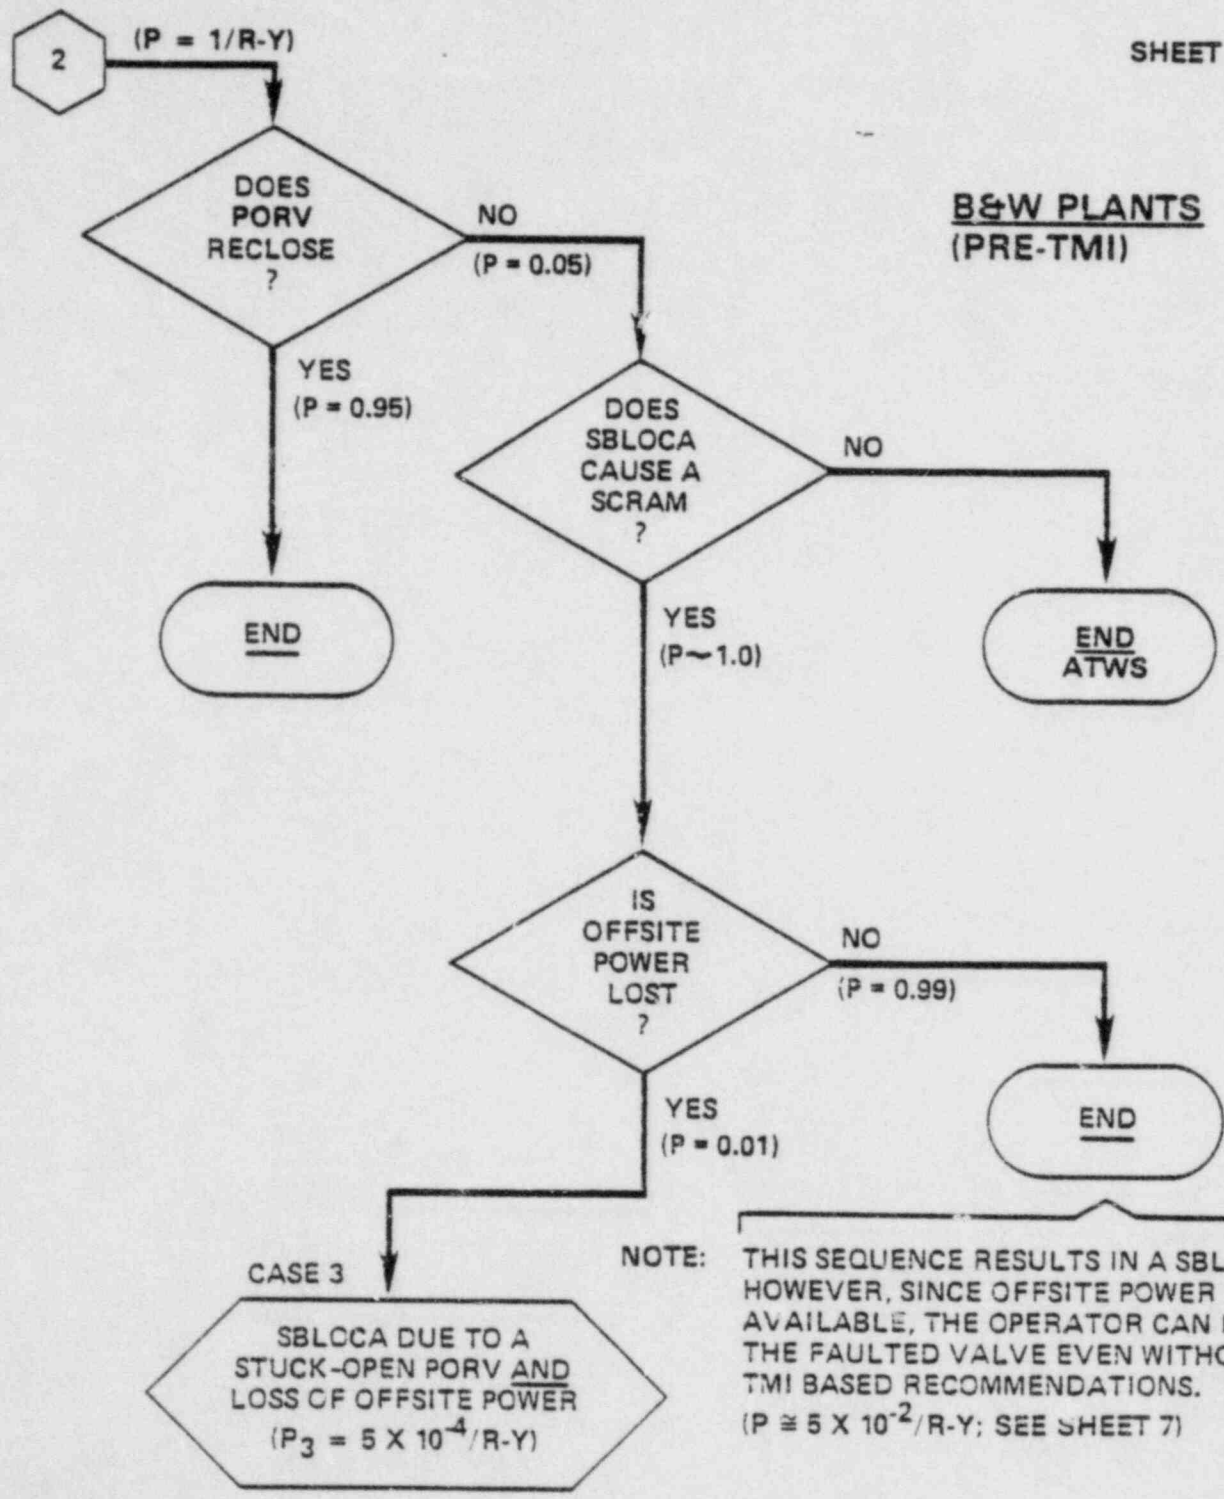 2
(P = 1/R-Y)
SHEET
B&W PLANTS
(PRE-TMI)
DOES
PORV
RECLOSE
?
NO
(P = 0.05)
YES
(P = 0.95)
DOES
SBLOCA
CAUSE A
SCRAM
?
NO
END
YES
(P~1.0)
END
ATWS
IS
OFFSITE
POWER
LOST
?
NO
(P = 0.99)
YES
(P = 0.01)
END
CASE 3
SBLOCA DUE TO A
STUCK-OPEN PORV AND
LOSS OF OFFSITE POWER
(P₃ = 5 X 10⁻⁴/R-Y)
NOTE: THIS SEQUENCE RESULTS IN A
HOWEVER, SINCE OFFSITE POWER
AVAILABLE, THE OPERATOR CAN
THE FAULTED VALVE EVEN
TMI BASED RECOMMENDATIONS.
(P ≅ 5 X 10⁻²/R-Y; SEE SHEET 7)